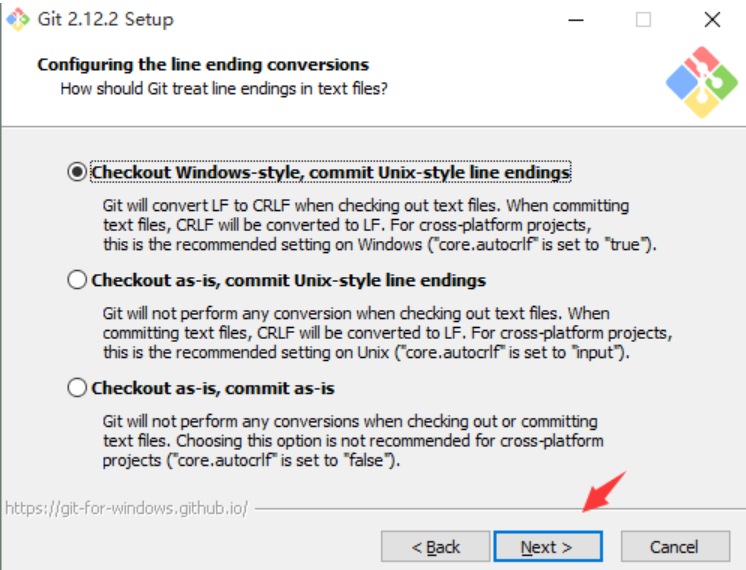 Git 2.12.2 Setup
Configuring the line ending conversions
How should Git treat line endings in text files?
Checkout Windows-style, commit Unix-style line endings
Git will convert LF to CRLF when checking out text files. When committing
text files, CRLF will be converted to LF. For cross-platform projects,
this is the recommended setting on Windows ("core.autocrlf" is set to "true").
Checkout as-is, commit Unix-style line endings
Git will not perform any conversion when checking out text files. When
committing text files, CRLF will be converted to LF. For cross-platform projects,
this is the recommended setting on Unix ("core.autocrlf" is set to "input").
Checkout as-is, commit as-is
Git will not perform any conversions when checking out or committing
text files. Choosing this option is not recommended for cross-platform
projects ("core.autocrlf" is set to "false").
https://git-for-windows.github.io/
< Back Next > Cancel